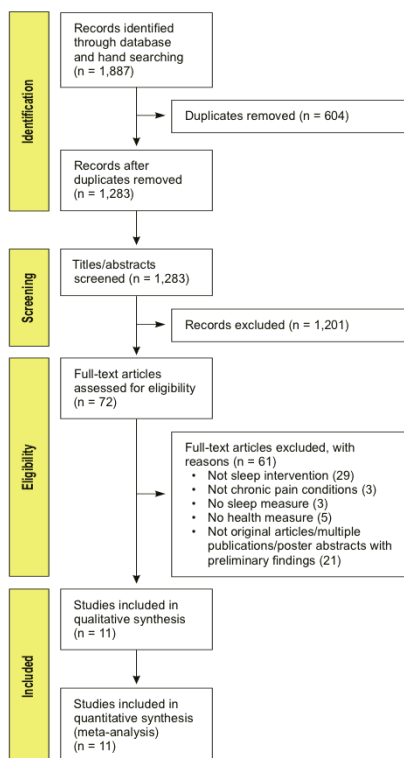 Identification
Records identified
through database
and hand searching
(n = 1,887)
Duplicates removed (n = 604)
Records after
duplicates removed
(n = 1,283)
Screening
Titles/abstracts
screened (n = 1,283)
Records excluded (n = 1,201)
Eligibility
Full-text articles
assessed for eligibility
(n = 72)
Full-text articles excluded, with
reasons (n = 61)
• Not sleep intervention (29)
• Not chronic pain conditions (3)
• No sleep measure (3)
• No health measure (5)
• Not original articles/multiple
publications/poster abstracts with
preliminary findings (21)
Included
Studies included in
qualitative synthesis
(n = 11)
Studies included in
quantitative synthesis
(meta-analysis)
(n = 11)